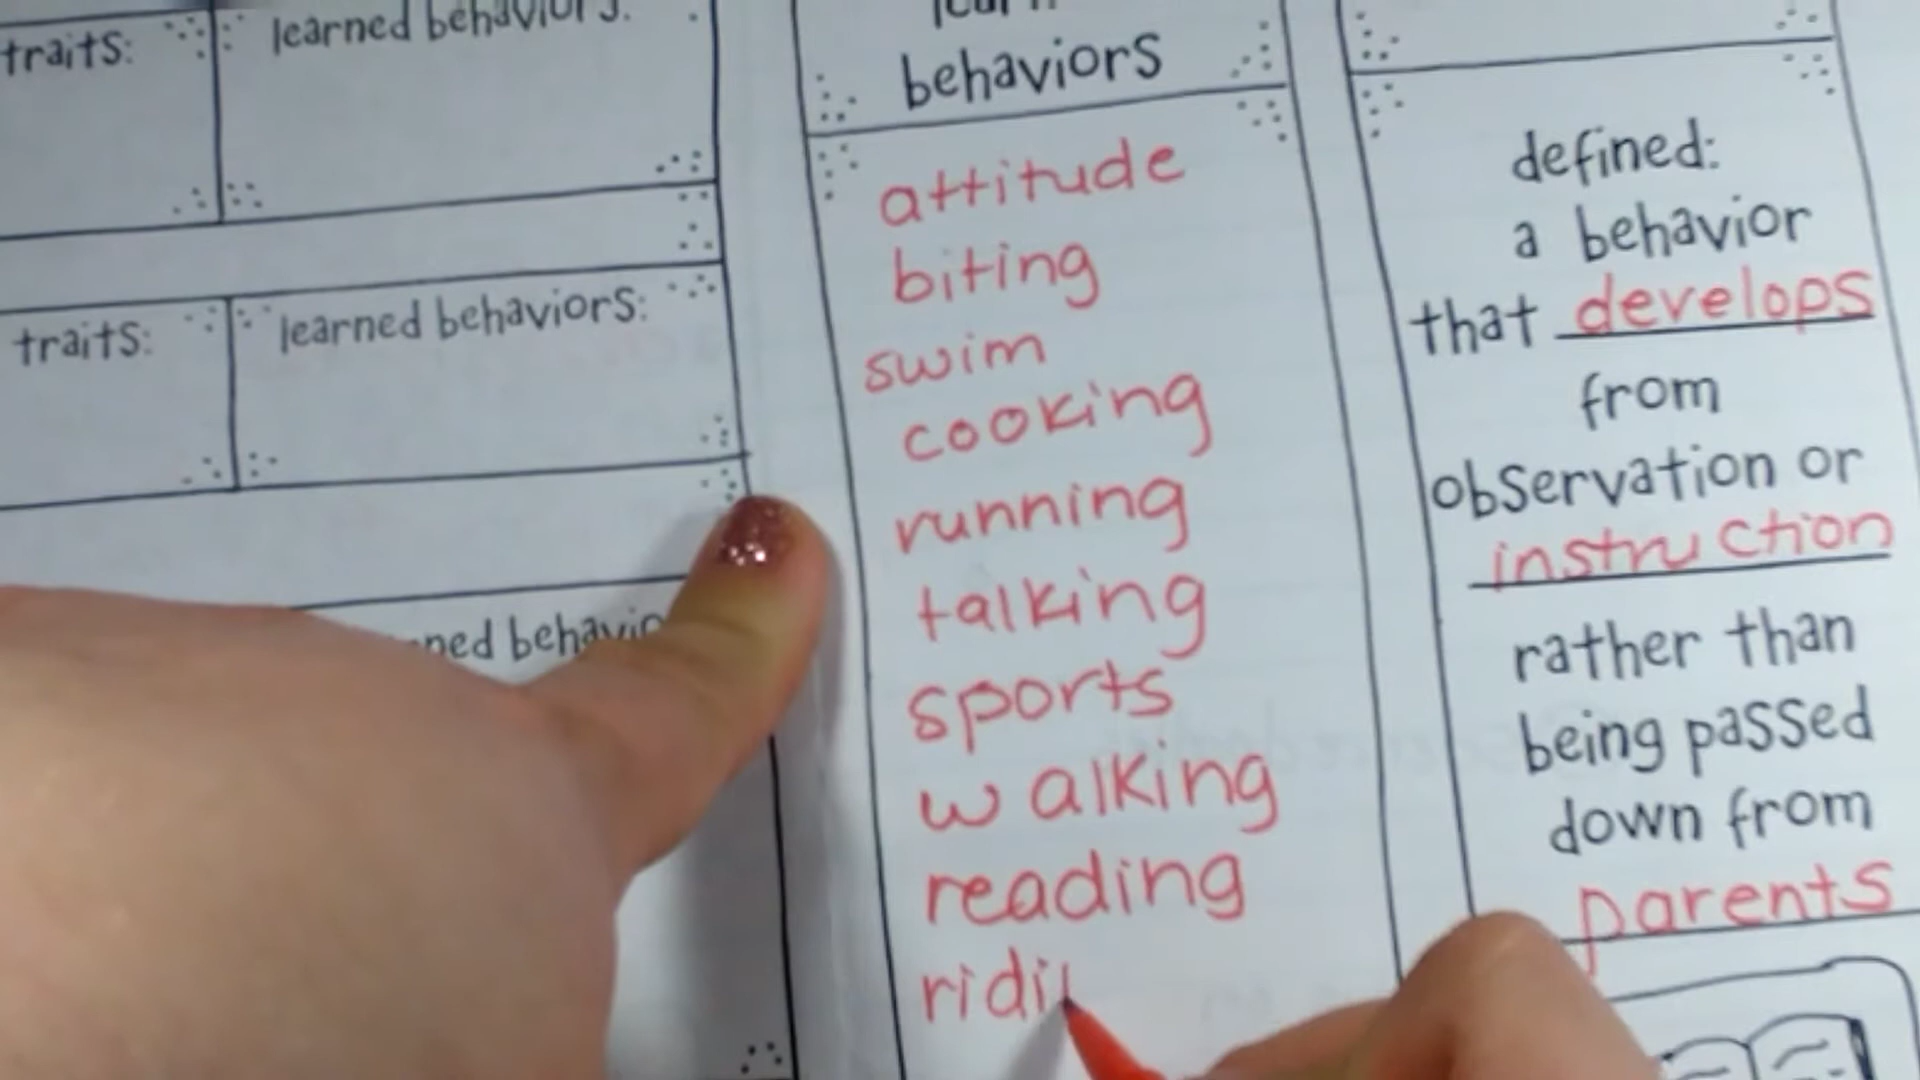 traits:
learned behaviors:
traits:
learned behaviors:
behaviors
attitude
biting
swim
cooking
running
talking
sports
walking
reading
ridi
defined:
a behavior
that develops
from
observation or
instruction
rather than
being passed
down from
parents